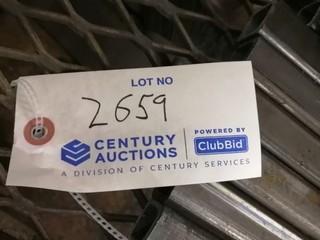 LOT NO
2659
CENTURY
AUCTIONS
POWERED BY
ClubBid
A DIVISION OF CENTURY SERVICES